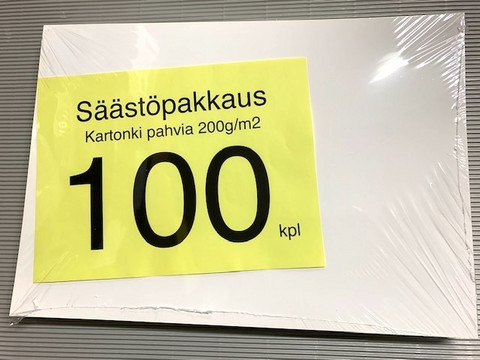 Säästöpakkaus
Kartonki pahvia 200g/m2
100 kpl